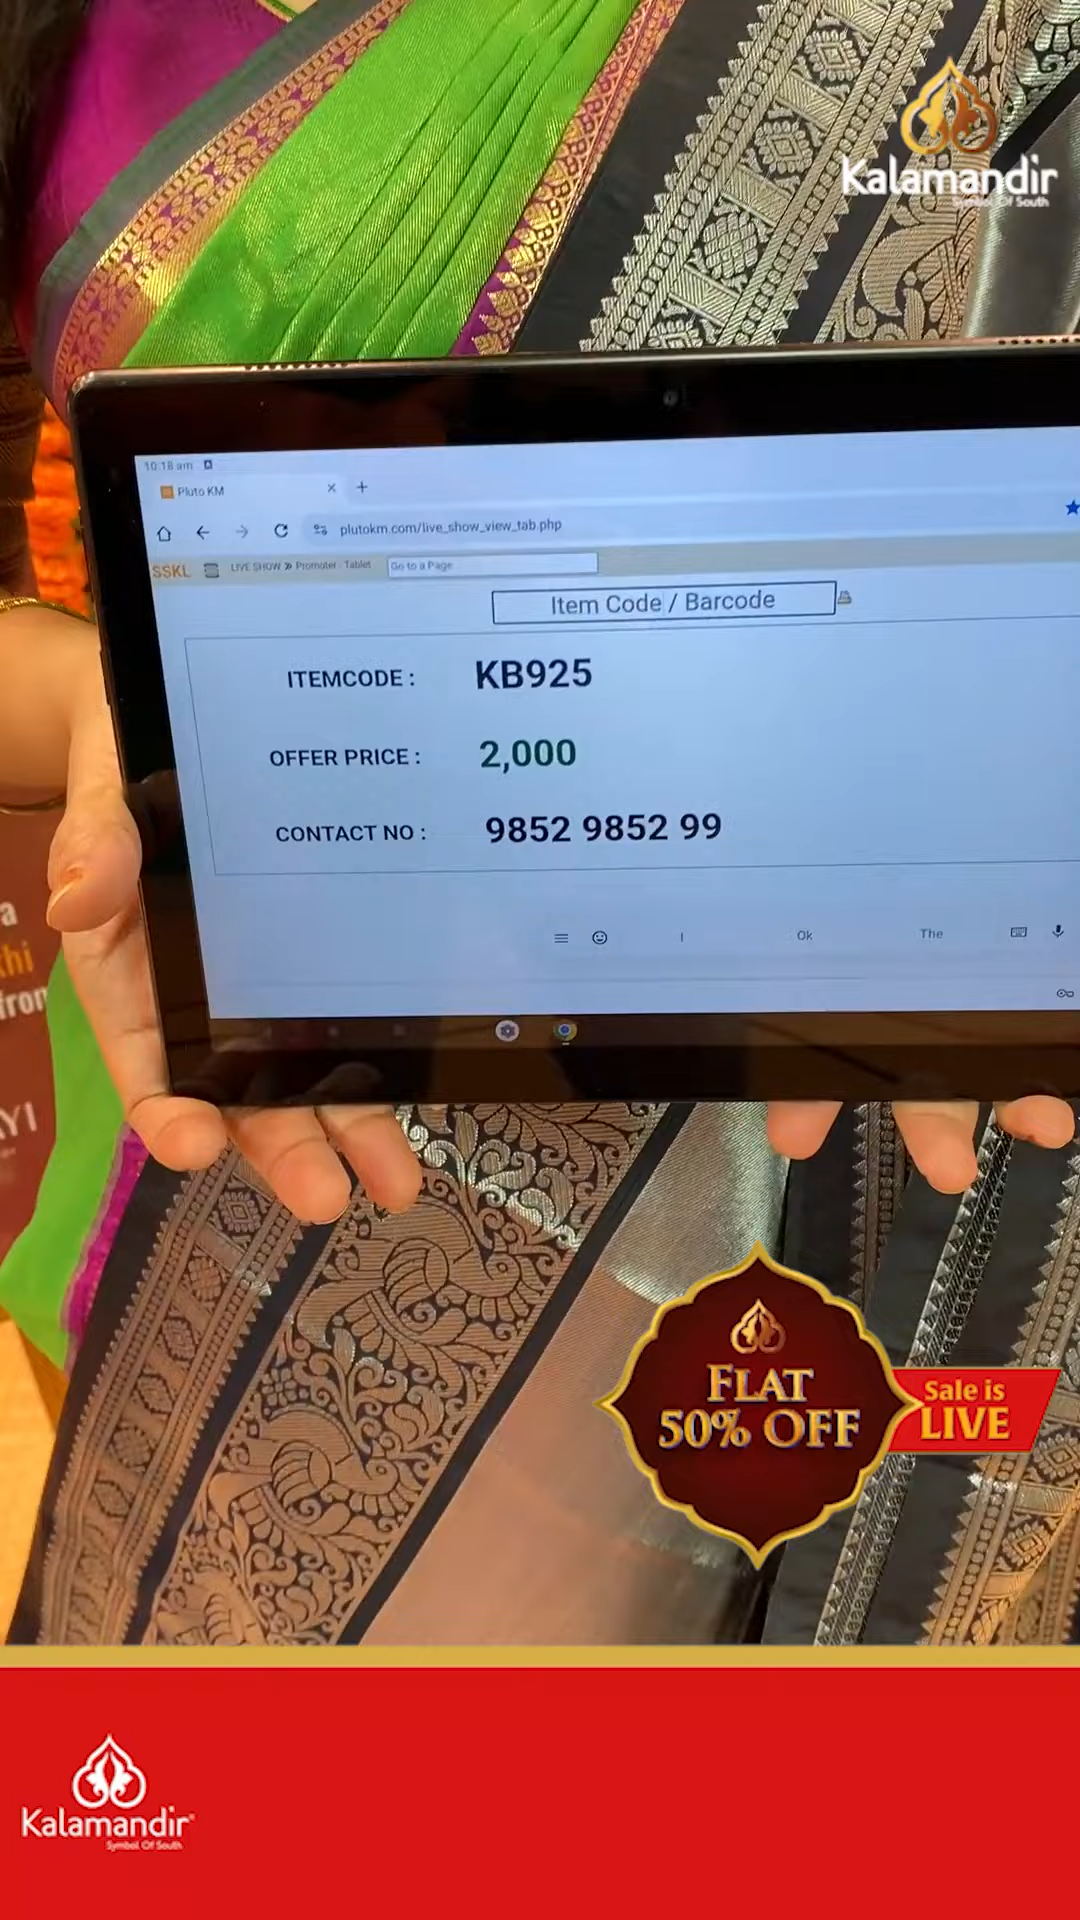 Kalamandir
Symbol Of South
10:18 am
Pluto KM
plutokm.com/live_show_view_tab.php
SSKL
LIVE SHOW » Promoter - Tablet
Go to a Page
Item Code / Barcode
ITEMCODE : KB925
OFFER PRICE : 2,000
CONTACT NO : 9852 9852 99
I Ok The
a
thi
from
FLAT
50% OFF
Sale is
LIVE
Kalamandir
Symbol Of South